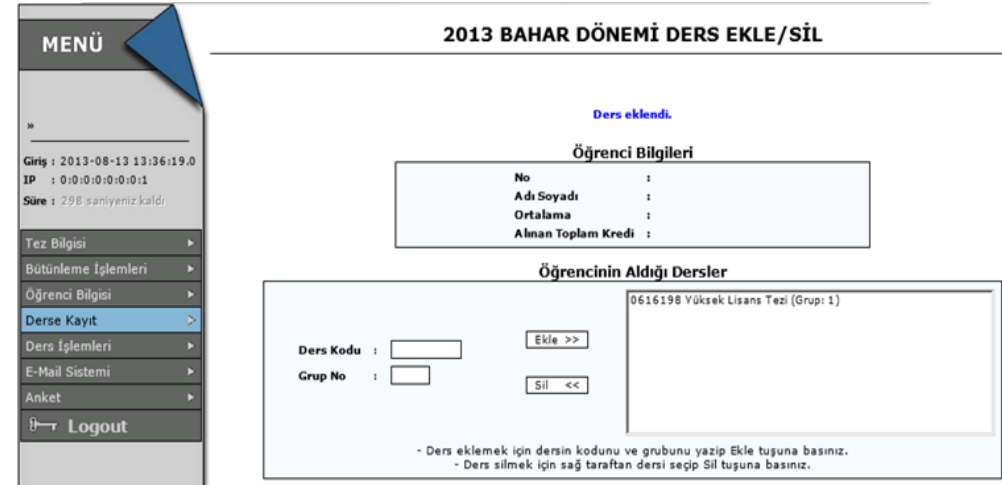 MENÜ
»
Giriş : 2013-08-13 13:36:19.0
IP : 0:0:0:0:0:0:0:1
Süre : 298 saniyeniz kaldı
Tez Bilgisi
Bütünleme İşlemleri
Öğrenci Bilgisi
Derse Kayıt
Ders İşlemleri
E-Mail Sistemi
Anket
Logout
2013 BAHAR DÖNEMİ DERS EKLE/SİL
Ders eklendi.
Öğrenci Bilgileri
No :
Adı Soyadı :
Ortalama :
Alınan Toplam Kredi :
Öğrencinin Aldığı Dersler
Ders Kodu :
Grup No :
Ekle >>
Sil <<
0616198 Yüksek Lisans Tezi (Grup: 1)
- Ders eklemek için dersin kodunu ve grubunu yazip Ekle tuşuna basınız.
- Ders silmek için sağ taraftan dersi seçip Sil tuşuna basınız.